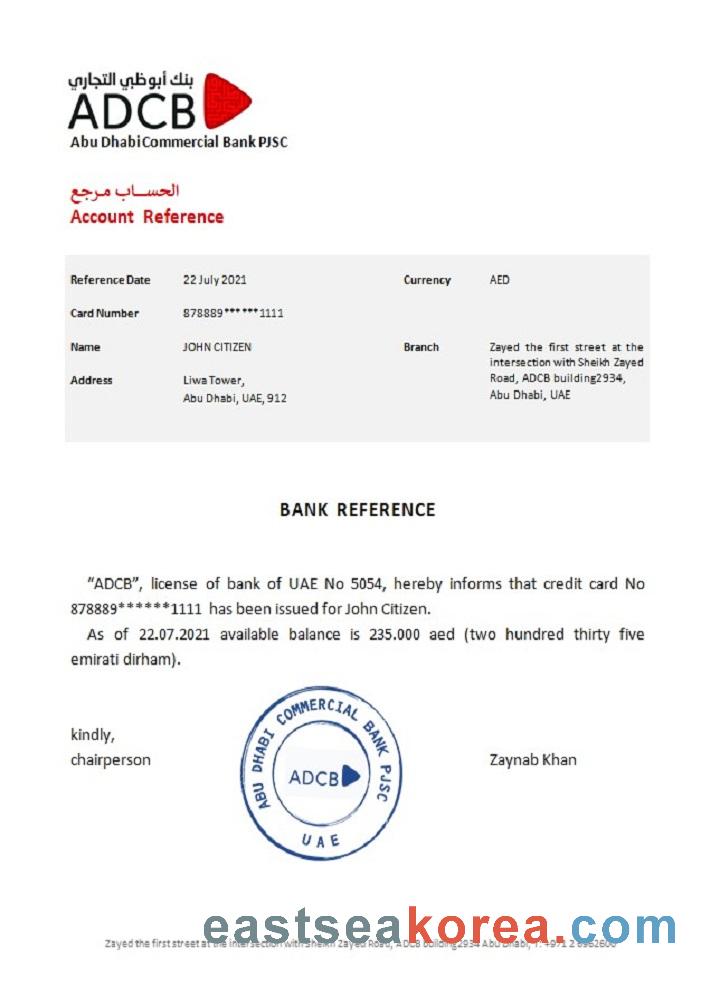 بنك أبوظبي التجاري
ADCB
Abu Dhabi Commercial Bank PJSC
الحساب مرجع
Account Reference
Reference Date 22 July 2021 Currency AED
Card Number 878889******1111
Name JOHN CITIZEN Branch Zayed the first street at the
intersection with Sheikh Zayed
Address Liwa Tower, Road, ADCB building2934,
Abu Dhabi, UAE, 912 Abu Dhabi, UAE
BANK REFERENCE
“ADCB”, license of bank of UAE No 5054, hereby informs that credit card No
878889******1111 has been issued for John Citizen.
As of 22.07.2021 available balance is 235.000 aed (two hundred thirty five
emirati dirham).
kindly,
chairperson Zaynab Khan
ABU DHABI COMMERCIAL BANK PJSC
ADCB
UAE
eastseakorea.com
Zayed the first street at the intersection with Sheikh Zayed Road, ADCB building2934 Abu Dhabi, T: +971 2 6962600